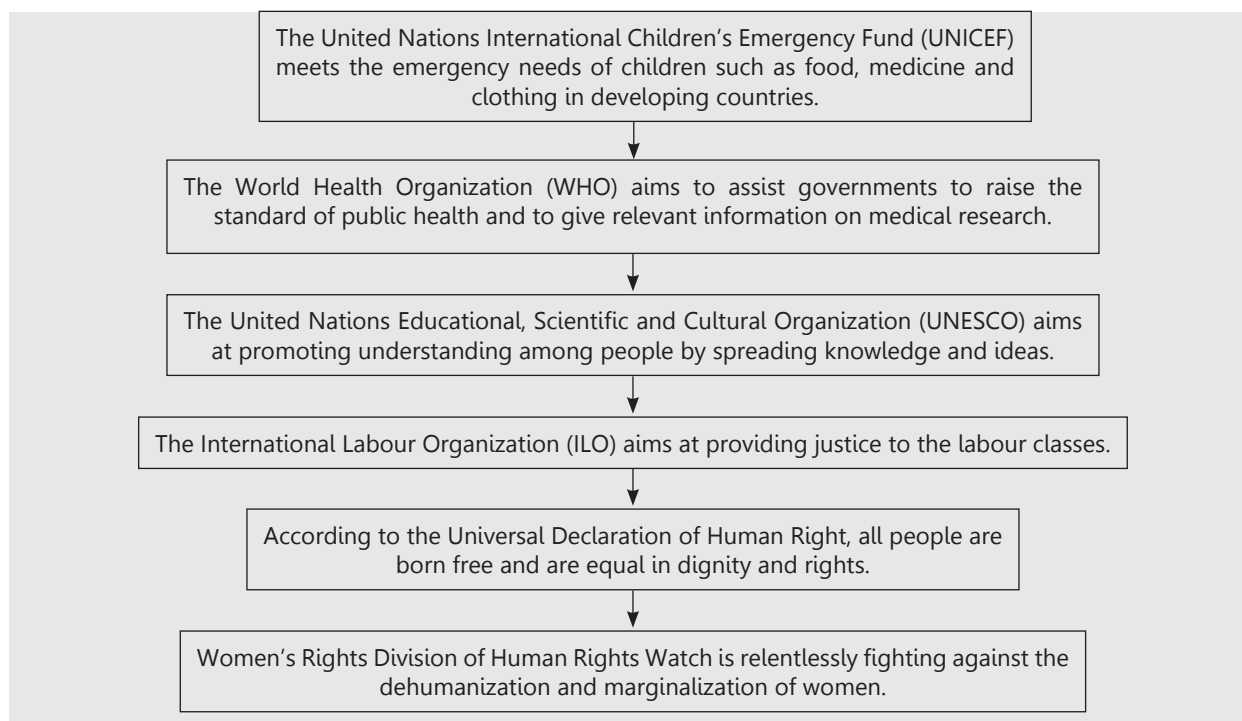 The United Nations International Children’s Emergency Fund (UNICEF)
meets the emergency needs of children such as food, medicine and
clothing in developing countries.
The World Health Organization (WHO) aims to assist governments to raise the
standard of public health and to give relevant information on medical research.
The United Nations Educational, Scientific and Cultural Organization (UNESCO) aims
at promoting understanding among people by spreading knowledge and ideas.
The International Labour Organization (ILO) aims at providing justice to the labour classes.
According to the Universal Declaration of Human Right, all people are
born free and are equal in dignity and rights.
Women’s Rights Division of Human Rights Watch is relentlessly fighting against the
dehumanization and marginalization of women.